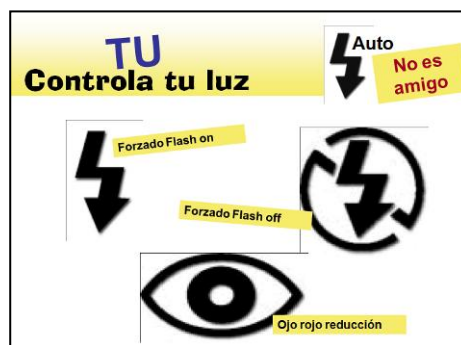 TU
Controla tu luz
Auto
No es
amigo
Forzado Flash on
Forzado Flash off
Ojo rojo reducción